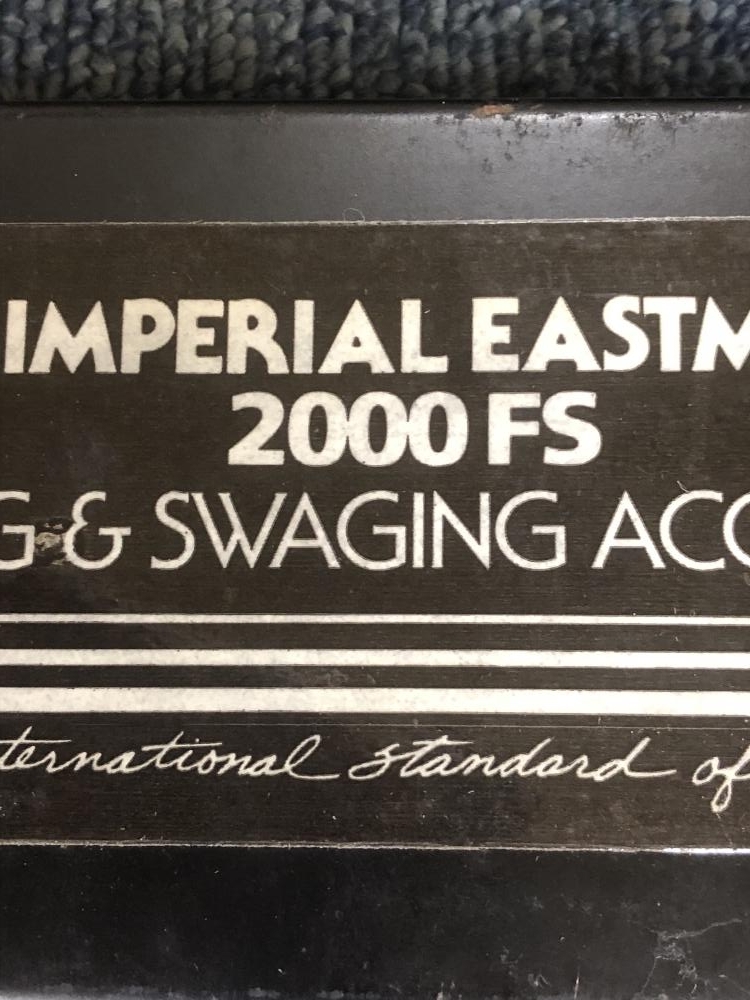 IMPERIAL EASTM
2000 FS
G & SWAGING ACC
ternational standard of